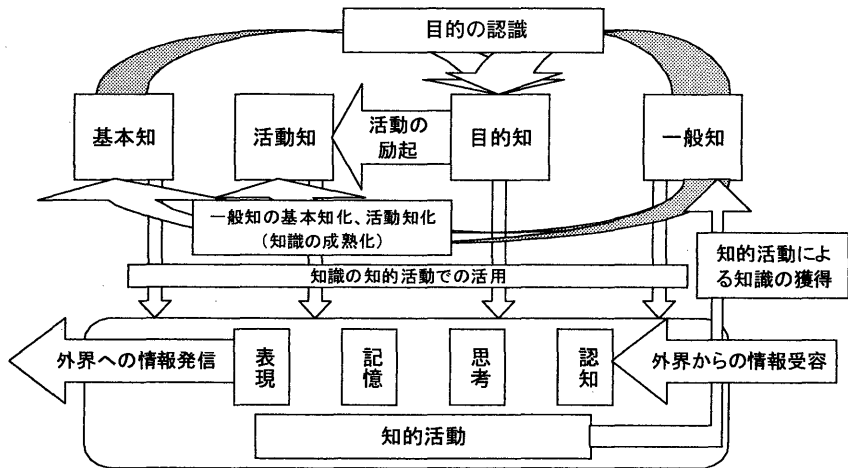 目的の認識
基本知
活動知
活動の
励起
目的知
一般知
一般知の基本知化、活動知化
(知識の成熟化)
知的活動によ
る知識の獲得
知識の知的活動での活用
外界への情報発信
表現
記憶
思考
認知
外界からの情報受容
知的活動